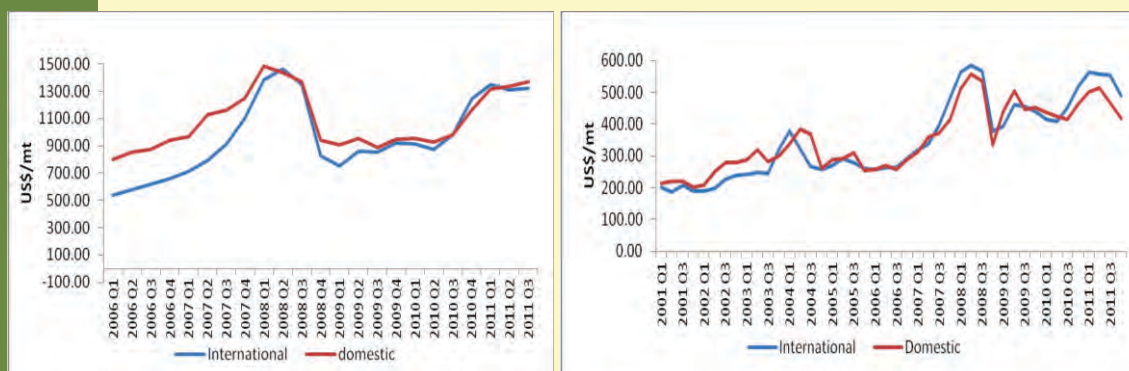 US$/mt
1500.00
1300.00
1100.00
900.00
700.00
500.00
300.00
100.00
-100.00
2006 Q1
2006 Q2
2006 Q3
2006 Q4
2007 Q1
2007 Q2
2007 Q3
2007 Q4
2008 Q1
2008 Q2
2008 Q3
2008 Q4
2009 Q1
2009 Q2
2009 Q3
2009 Q4
2010 Q1
2010 Q2
2010 Q3
2010 Q4
2011 Q1
2011 Q2
2011 Q3
International
domestic
US$/mt
600.00
500.00
400.00
300.00
200.00
100.00
0.00
2001 Q1
2001 Q3
2002 Q1
2002 Q3
2003 Q1
2003 Q3
2004 Q1
2004 Q3
2005 Q1
2005 Q3
2006 Q1
2006 Q3
2007 Q1
2007 Q3
2008 Q1
2008 Q3
2009 Q1
2009 Q3
2010 Q1
2010 Q3
2011 Q1
2011 Q3
International
Domestic